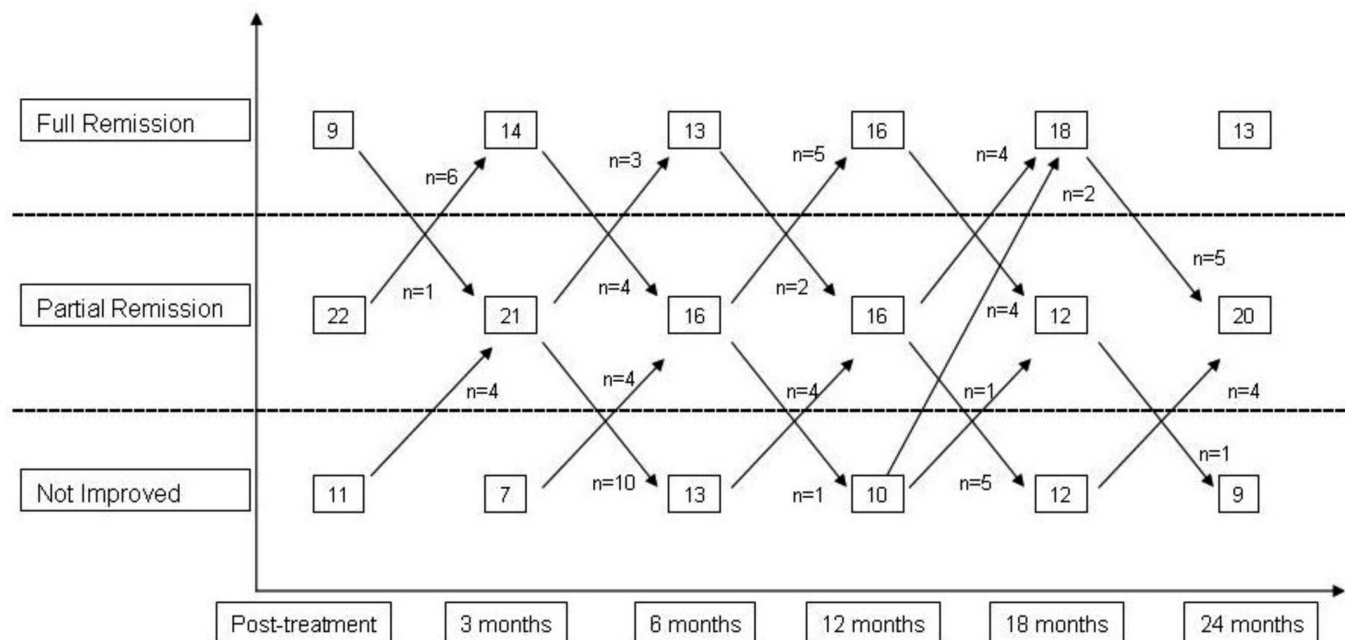 Full Remission
9
14
13
16
18
13
n=6
n=3
n=5
n=4
n=2
n=5
n=1
n=4
n=2
n=4
Partial Remission
22
21
16
16
12
20
n=4
n=4
n=4
n=1
n=4
n=10
n=1
n=5
n=1
Not Improved
11
7
13
10
12
9
Post-treatment
3 months
6 months
12 months
18 months
24 months